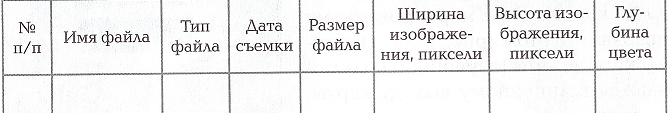 № п/п
Имя файла
Тип файла
Дата съемки
Размер файла
Ширина изображе-
ния, пиксели
Высота изо-
бражения,
пиксели
Глу-
бина
цвета